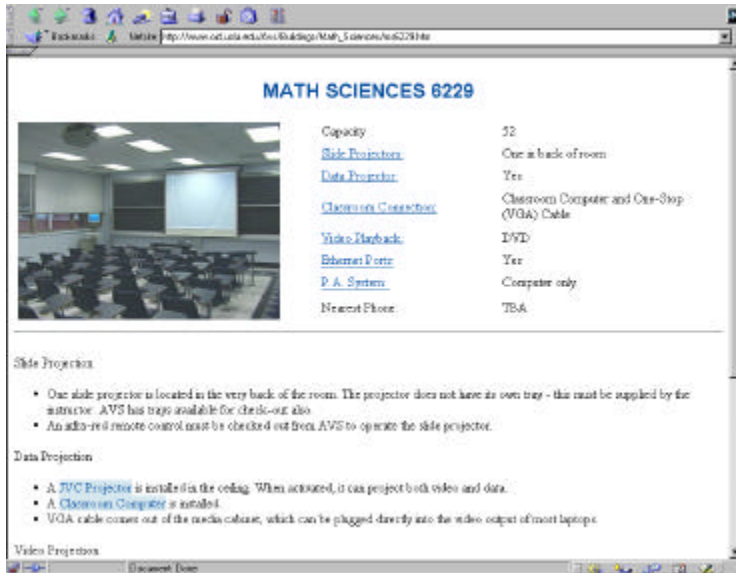 Bookmarks Netsite http://www.oid.ucla.edu/
MATH SCIENCES 6229
Capacity 52
Slide Projectors: One in back of room
Data Projector: Yes
Classroom Connection: Classroom Computer and One-Stop
(VGA) Cable
Video Playback: DVD
Ethernet Ports: Yes
P.A. System: Computer only
Nearest Phone: TBA
Slide Projection
• One slide projector is located in the very back of the room. The projector does not have its own tray - this must be supplied by the
instructor. AVS has trays available for check-out also.
• An infra-red remote control must be checked out from AVS to operate the slide projector.
Data Projection
• A JVC Projector is installed in the ceiling. When activated, it can project both video and data.
• A Classroom Computer is installed.
• VGA cable comes out of the media cabinet, which can be plugged directly into the video output of most laptops.
Video Projection
Document: Done